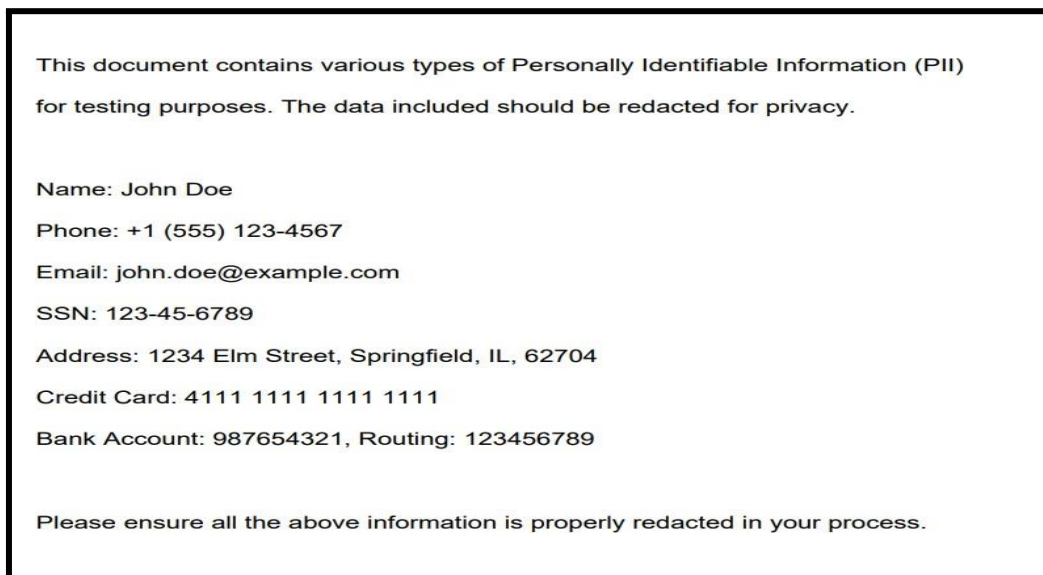 This document contains various types of Personally Identifiable Information (PII)
for testing purposes. The data included should be redacted for privacy.
Name: John Doe
Phone: +1 (555) 123-4567
Email: john.doe@example.com
SSN: 123-45-6789
Address: 1234 Elm Street, Springfield, IL, 62704
Credit Card: 4111 1111 1111 1111
Bank Account: 987654321, Routing: 123456789
Please ensure all the above information is properly redacted in your process.